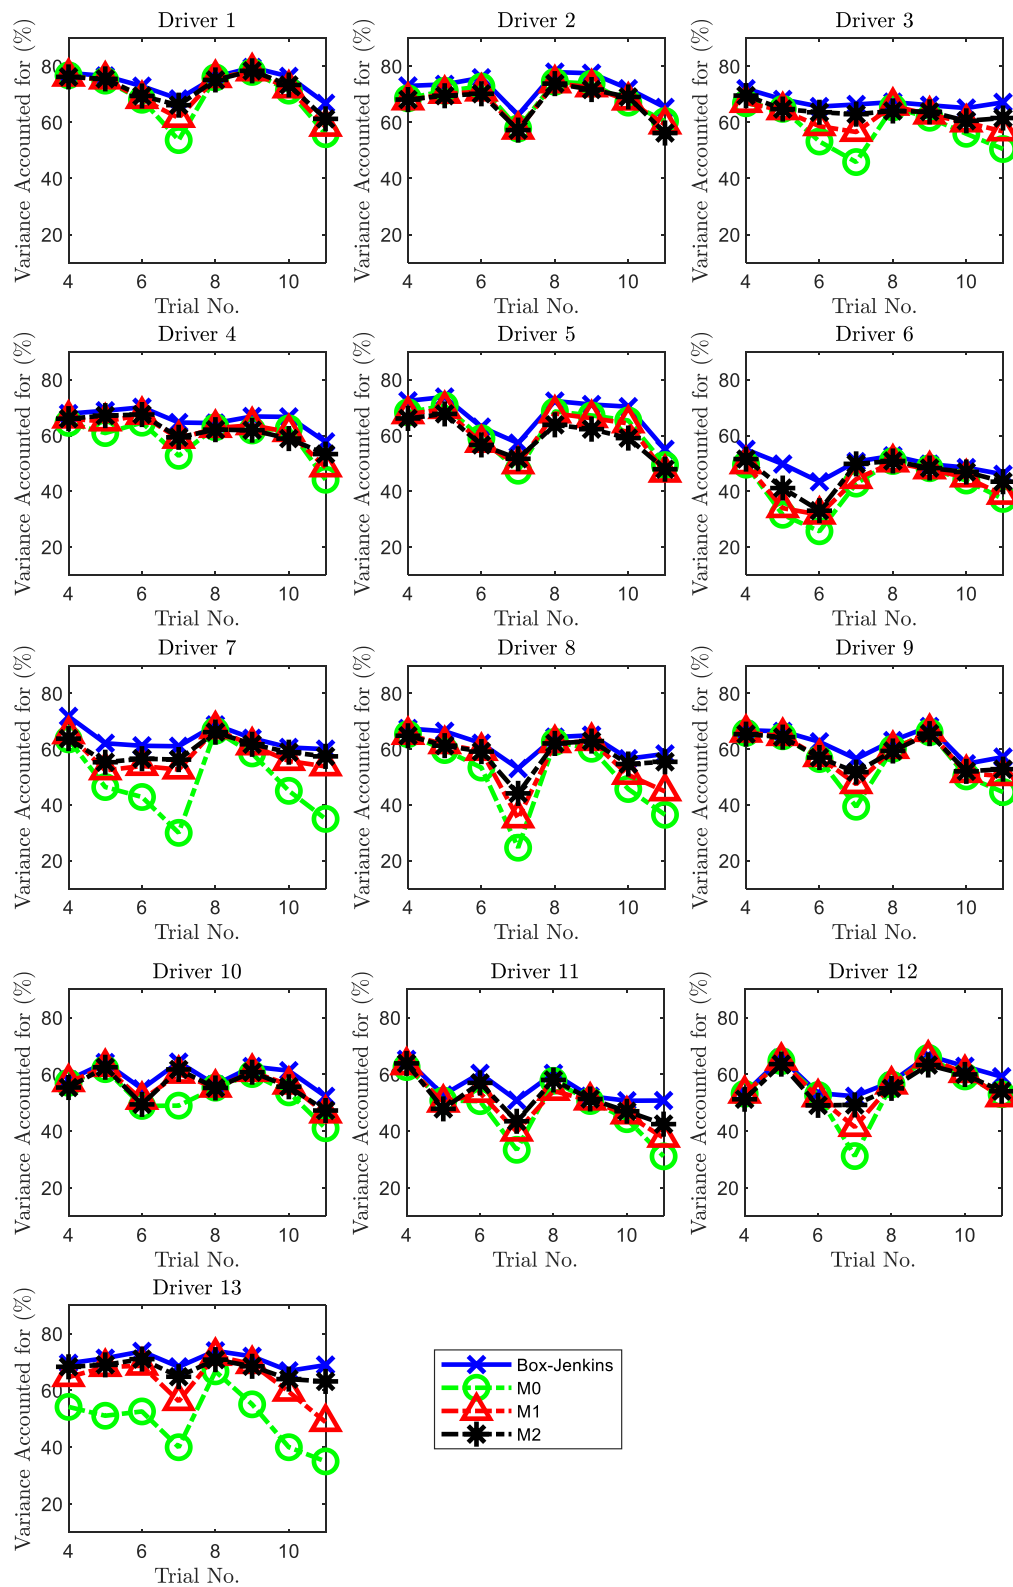 Driver 1
Variance Accounted for (%)
80
60
40
20
4 6 8 10
Trial No.
Driver 2
Variance Accounted for (%)
80
60
40
20
4 6 8 10
Trial No.
Driver 3
Variance Accounted for (%)
80
60
40
20
4 6 8 10
Trial No.
Driver 4
Variance Accounted for (%)
80
60
40
20
4 6 8 10
Trial No.
Driver 5
Variance Accounted for (%)
80
60
40
20
4 6 8 10
Trial No.
Driver 6
Variance Accounted for (%)
80
60
40
20
4 6 8 10
Trial No.
Driver 7
Variance Accounted for (%)
80
60
40
20
4 6 8 10
Trial No.
Driver 8
Variance Accounted for (%)
80
60
40
20
4 6 8 10
Trial No.
Driver 9
Variance Accounted for (%)
80
60
40
20
4 6 8 10
Trial No.
Driver 10
Variance Accounted for (%)
80
60
40
20
4 6 8 10
Trial No.
Driver 11
Variance Accounted for (%)
80
60
40
20
4 6 8 10
Trial No.
Driver 12
Variance Accounted for (%)
80
60
40
20
4 6 8 10
Trial No.
Driver 13
Variance Accounted for (%)
80
60
40
20
4 6 8 10
Trial No.
Box-Jenkins
M0
M1
M2